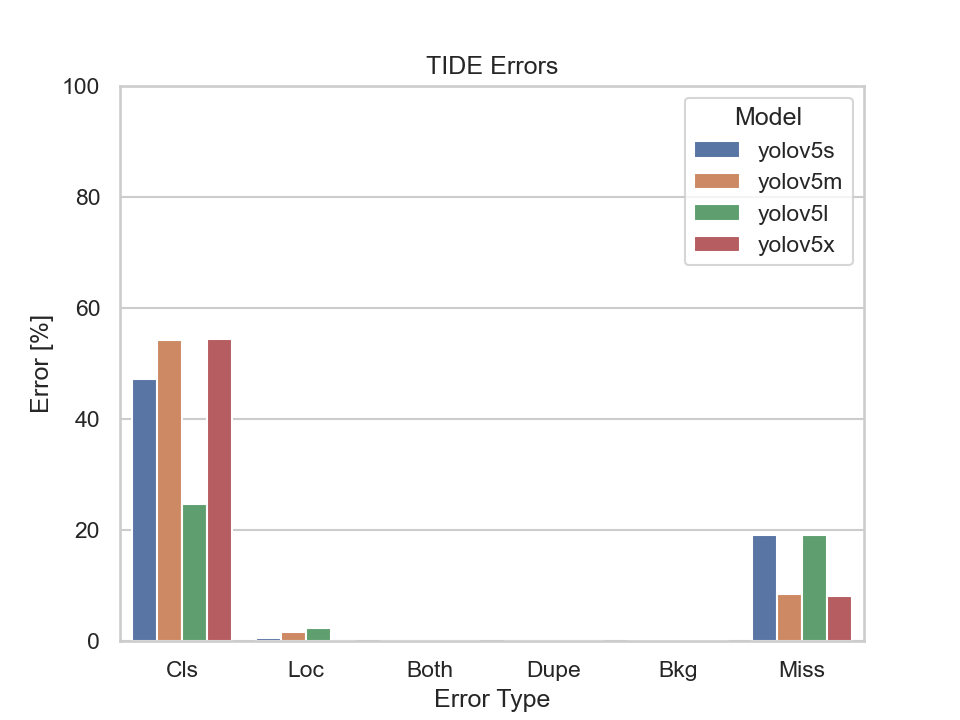 TIDE Errors
100
80
60
40
20
0
Error [%]
Cls Loc Both Dupe Bkg Miss
Error Type
Model
yolov5s
yolov5m
yolov5l
yolov5x